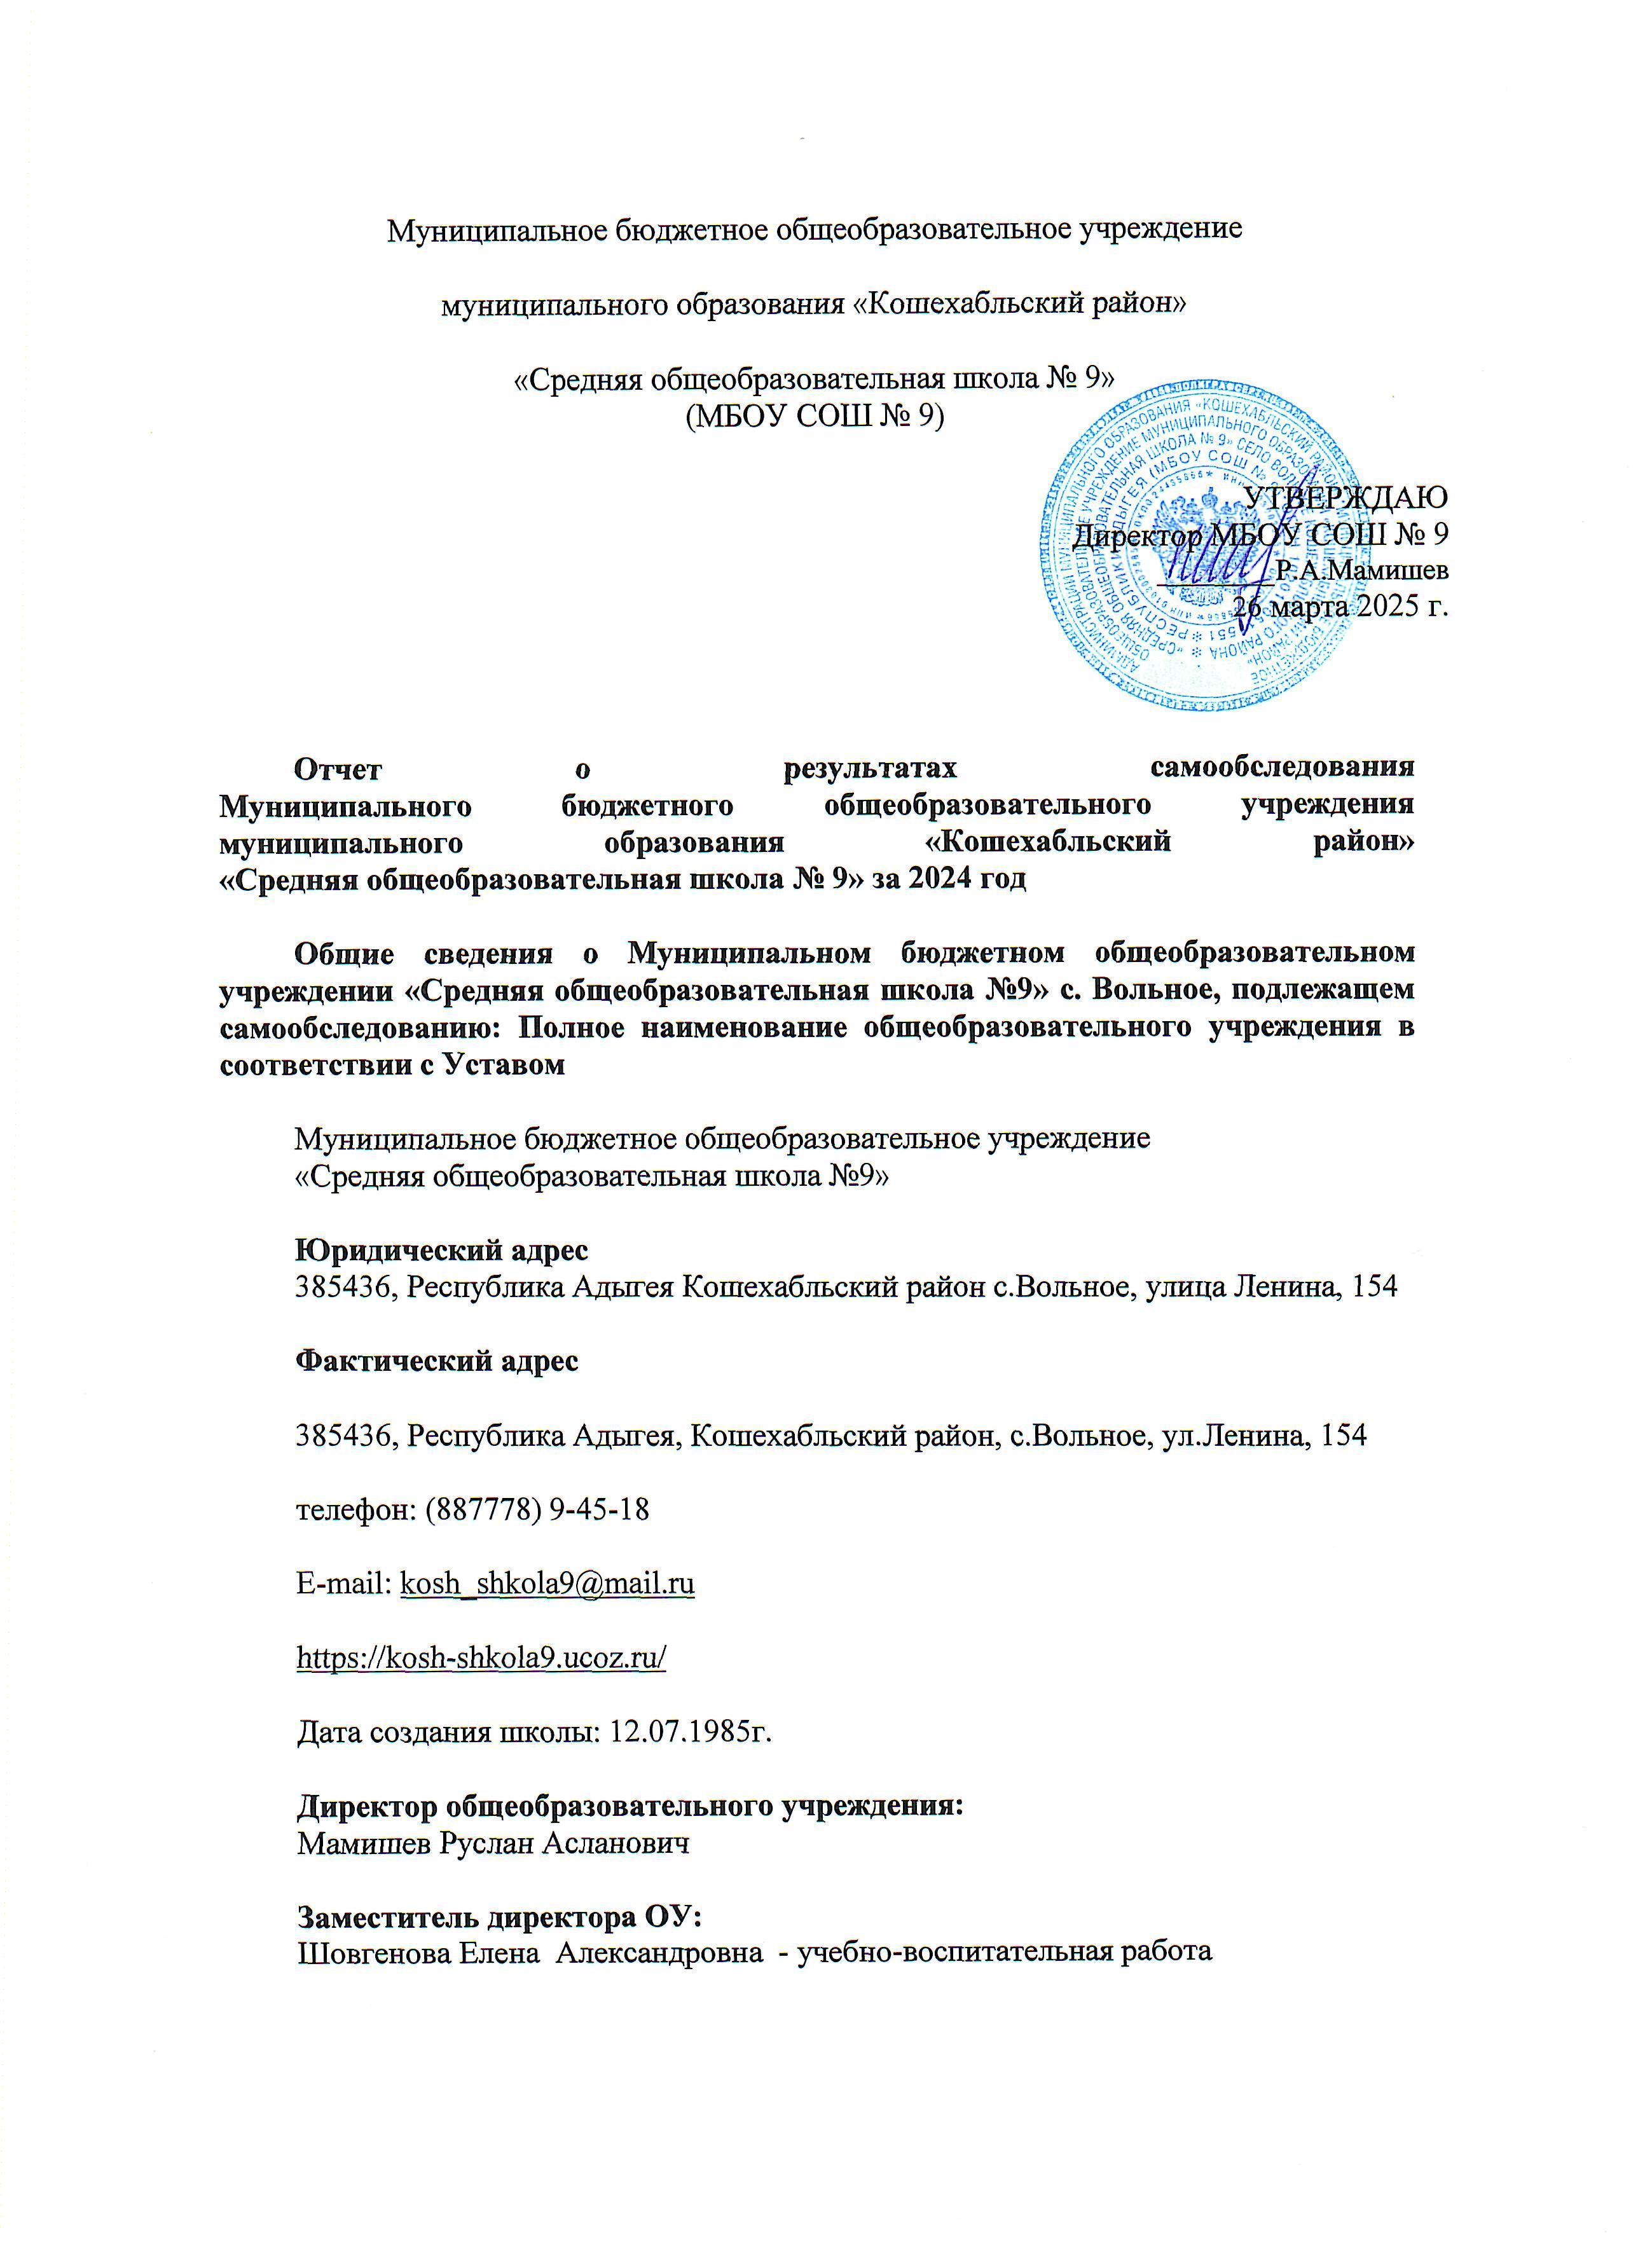 Муниципальное бюджетное общеобразовательное учреждение
муниципального образования «Кошехабльский район»
«Средняя общеобразовательная школа № 9»
(МБОУ СОШ № 9)
УТВЕРЖДАЮ
Директор МБОУ СОШ № 9
Р.А.Мамишев
26 марта 2025 г.
Отчет о результатах самообследования
Муниципального бюджетного общеобразовательного учреждения
муниципального образования «Кошехабльский район»
«Средняя общеобразовательная школа № 9» за 2024 год
Общие сведения о Муниципальном бюджетном общеобразовательном
учреждении «Средняя общеобразовательная школа №9» с. Вольное, подлежащем
самообследованию: Полное наименование общеобразовательного учреждения в
соответствии с Уставом
Муниципальное бюджетное общеобразовательное учреждение
«Средняя общеобразовательная школа №9»
Юридический адрес
385436, Республика Адыгея Кошехабльский район с.Вольное, улица Ленина, 154
Фактический адрес
385436, Республика Адыгея, Кошехабльский район, с.Вольное, ул.Ленина, 154
телефон: (887778) 9-45-18
E-mail: kosh_shkola9@mail.ru
https://kosh-shkola9.ucoz.ru/
Дата создания школы: 12.07.1985г.
Директор общеобразовательного учреждения:
Мамишев Руслан Асланович
Заместитель директора ОУ:
Шовгенова Елена Александровна - учебно-воспитательная работа